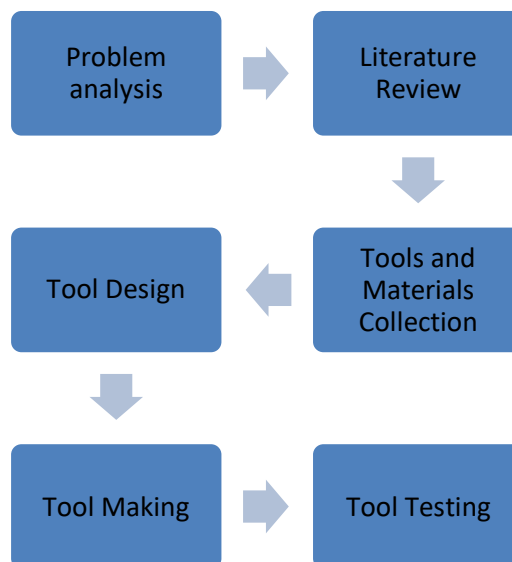 Problem
analysis
Literature
Review
Tools and
Materials
Collection
Tool Design
Tool Making
Tool Testing